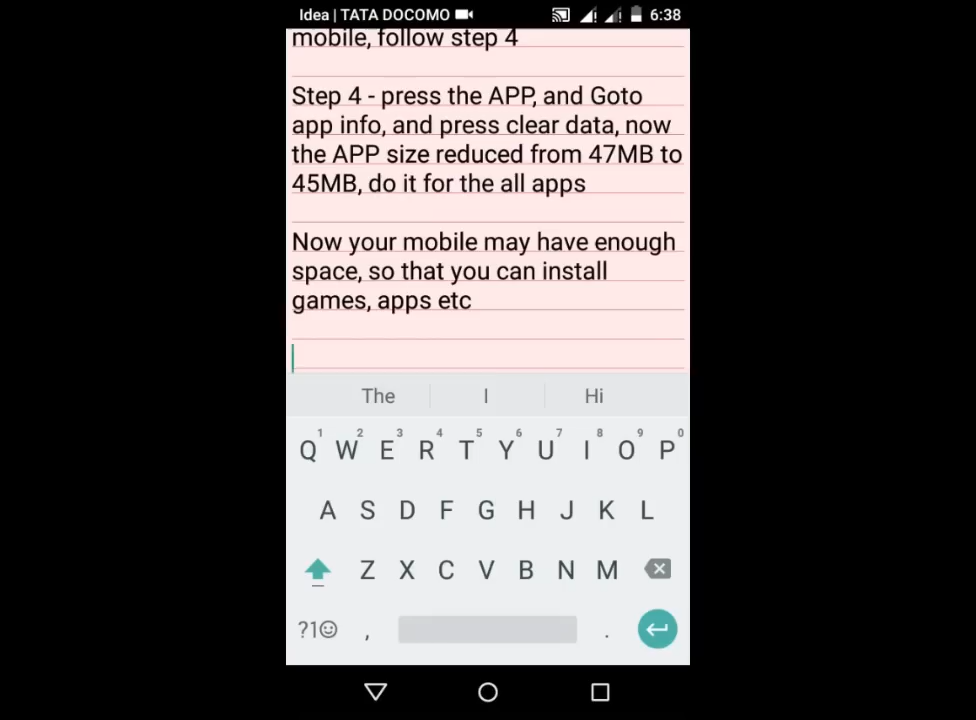 Idea | TATA DOCOMO 6:38
mobile, follow step 4
Step 4 - press the APP, and Goto
app info, and press clear data, now
the APP size reduced from 47MB to
45MB, do it for the all apps
Now your mobile may have enough
space, so that you can install
games, apps etc
The I Hi
1 2 3 4 5 6 7 8 9 0
Q W E R T Y U I O P
A S D F G H J K L
Z X C V B N M
?1☺ , .